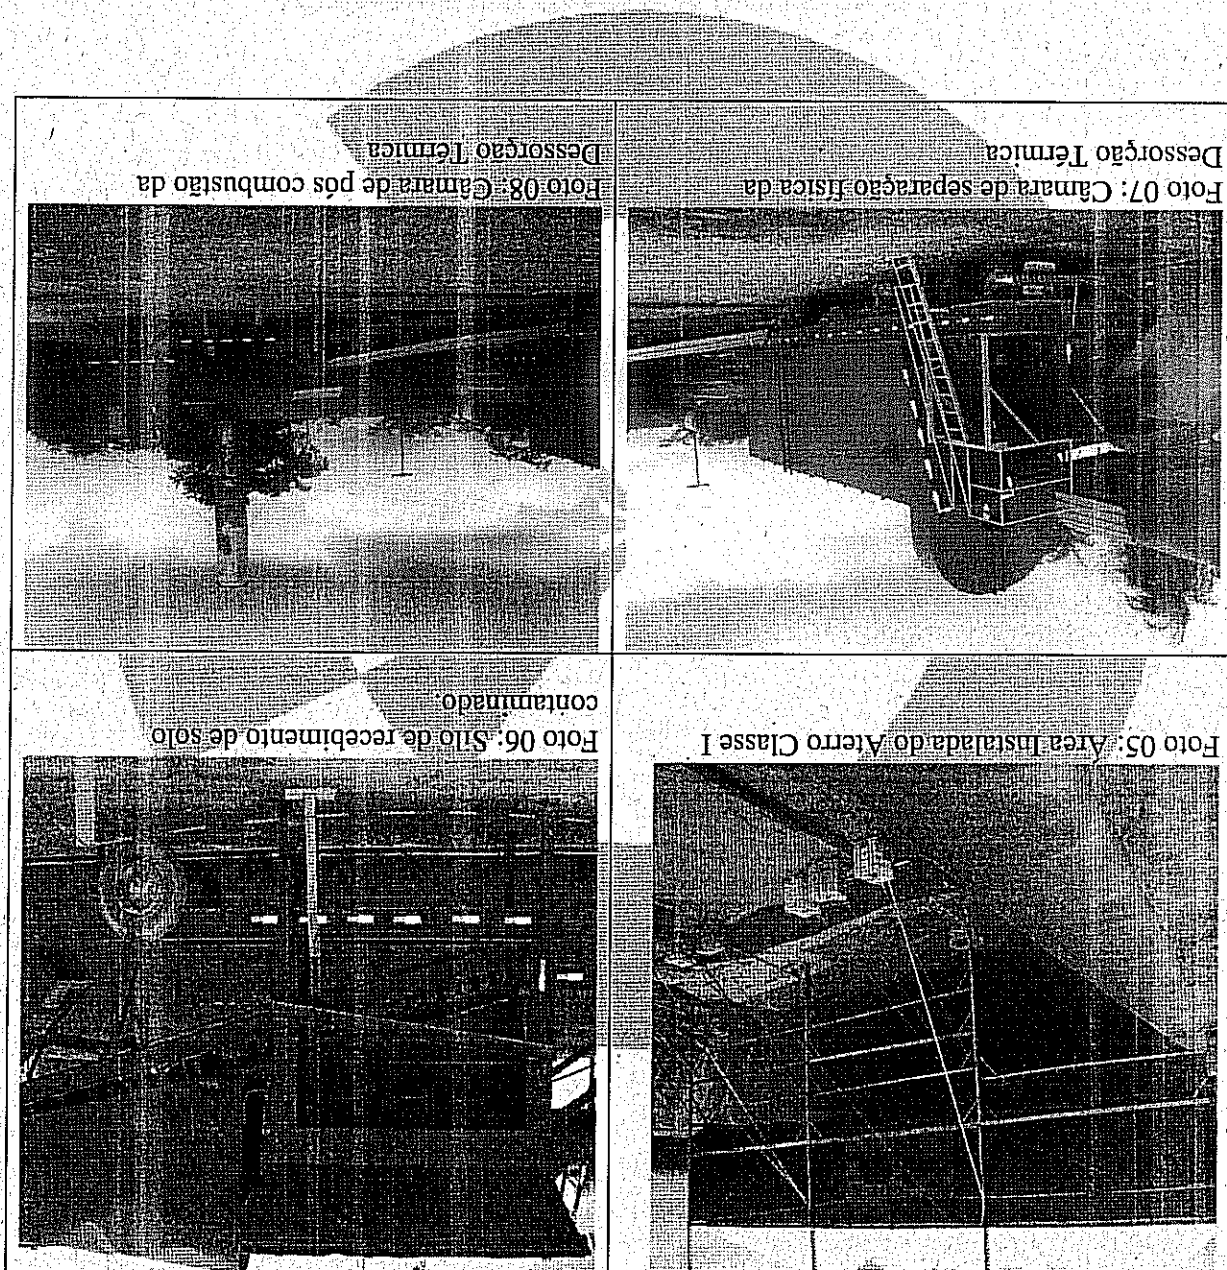 Foto 05: Área Instalada do Aterro Classe I
Foto 06: Silo de recebimento de solo
contaminado.
Foto 07: Câmara de separação física da
Dessorção Térmica
Foto 08: Câmara de pós combustão da
Dessorção Térmica